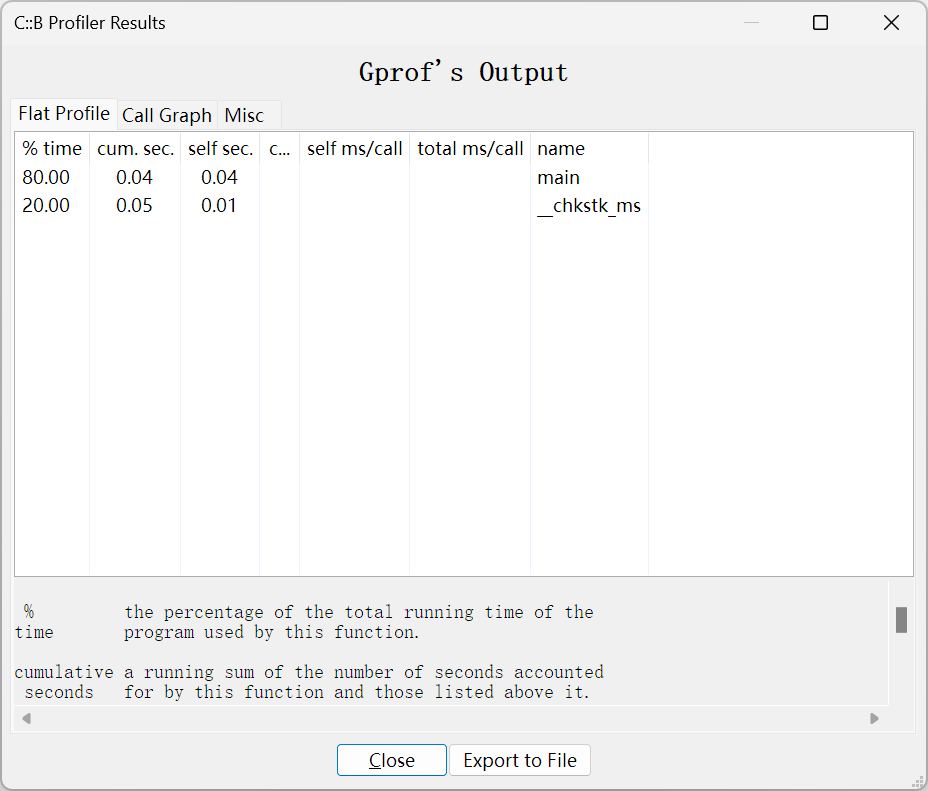 C::B Profiler Results
Gprof's Output
Flat Profile Call Graph Misc
% time cum. sec. self sec. c... self ms/call total ms/call name
80.00 0.04 0.04 main
20.00 0.05 0.01 __chkstk_ms
% the percentage of the total running time of the
time program used by this function.
cumulative a running sum of the number of seconds accounted
seconds for by this function and those listed above it.
Close Export to File